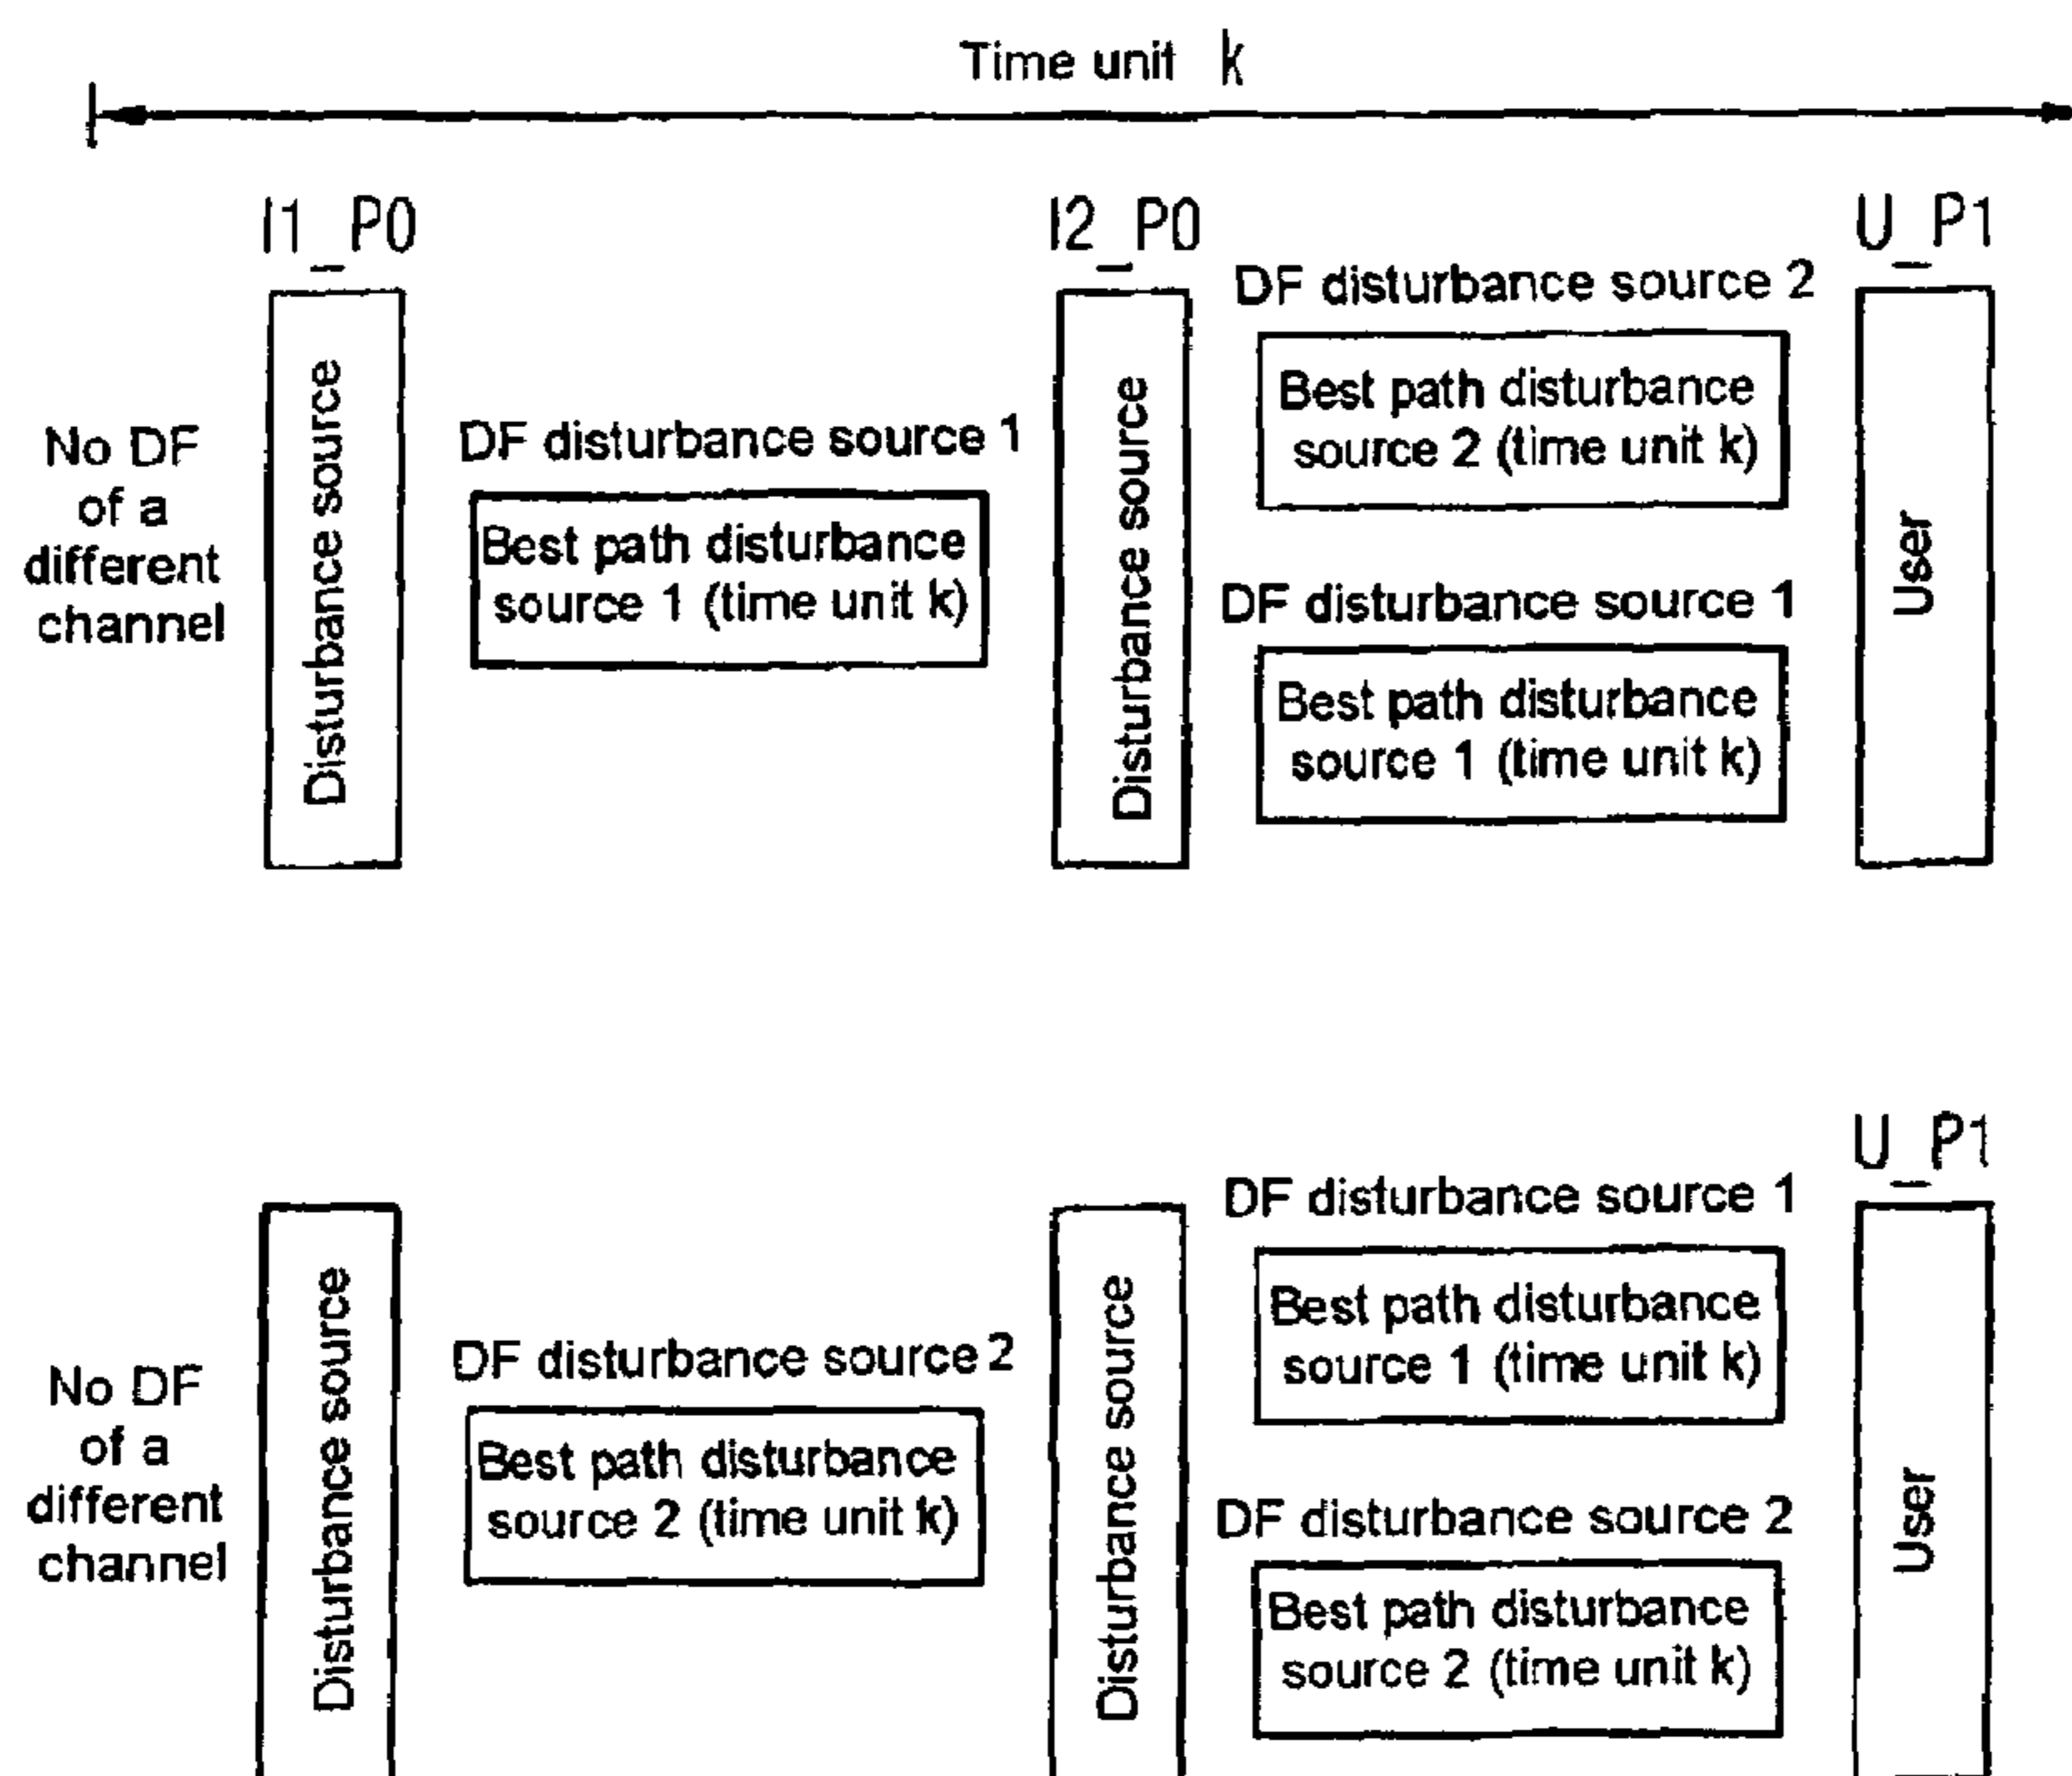 Time unit k
I1_P0
I2_P0
U_P1
No DF
of a
different
channel
Disturbance source
DF disturbance source 1
Best path disturbance
source 1 (time unit k)
Disturbance source
DF disturbance source 2
Best path disturbance
source 2 (time unit k)
DF disturbance source 1
Best path disturbance
source 1 (time unit k)
User
U_P1
No DF
of a
different
channel
Disturbance source
DF disturbance source 2
Best path disturbance
source 2 (time unit k)
Disturbance source
DF disturbance source 1
Best path disturbance
source 1 (time unit k)
DF disturbance source 2
Best path disturbance
source 2 (time unit k)
User